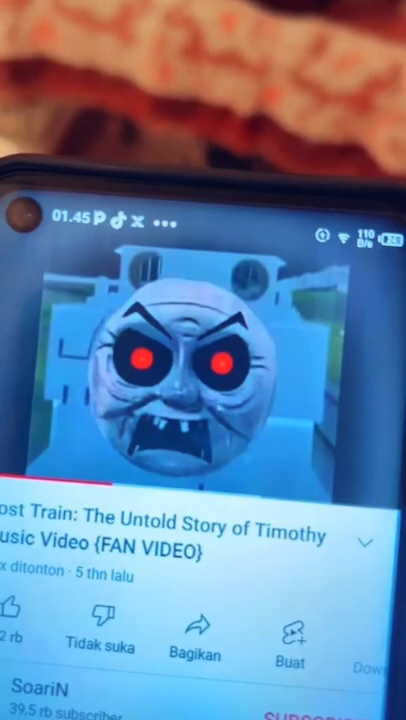 01.45
110
B/s
ost Train: The Untold Story of Timothy
usic Video {FAN VIDEO}
x ditonton · 5 thn lalu
2 rb
Tidak suka
Bagikan
Buat
Dow
SoariN
39.5 rb subscriber